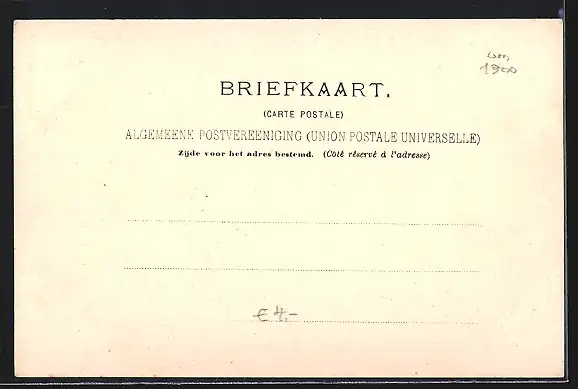 1900
BRIEFKAART.
(CARTE POSTALE)
ALGEMEENE POSTVEREENIGING (UNION POSTALE UNIVERSELLE)
Zijde voor het adres bestemd. (Côté réservé à l'adresse)
€ 4.-